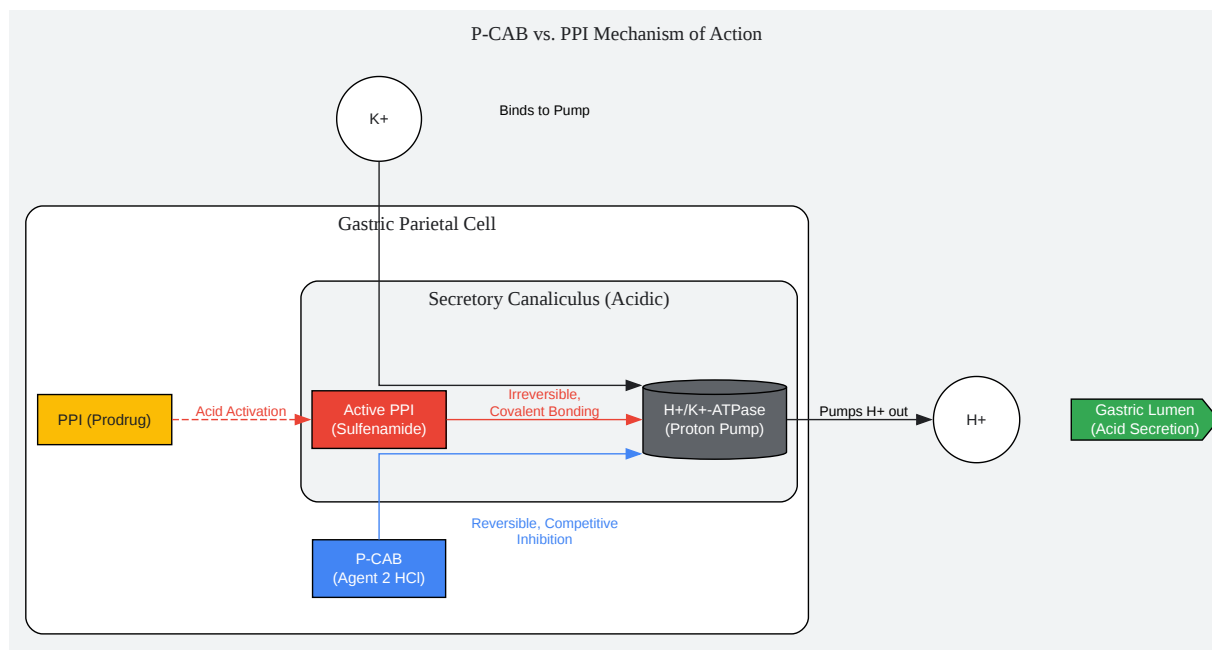 P-CAB vs. PPI Mechanism of Action
K+
Binds to Pump
Gastric Parietal Cell
Secretory Canaliculus (Acidic)
PPI (Prodrug)
Acid Activation
Active PPI
(Sulfenamide)
Irreversible,
Covalent Bonding
H+/K+-ATPase
(Proton Pump)
Pumps H+ out
H+
Gastric Lumen
(Acid Secretion)
Reversible, Competitive
Inhibition
P-CAB
(Agent 2 HCl)